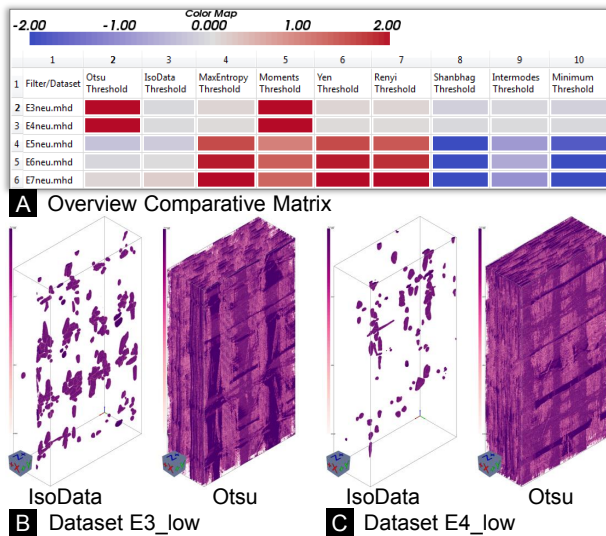 Color Map
-2.00 -1.00 0.000 1.00 2.00
1 2 3 4 5 6 7 8 9 10
1 Filter/Dataset Otsu Threshold IsoData Threshold MaxEntropy Threshold Moments Threshold Yen Threshold Renyi Threshold Shanbhag Threshold Intermodes Threshold Minimum Threshold
2 E3neu.mhd
3 E4neu.mhd
4 E5neu.mhd
5 E6neu.mhd
6 E7neu.mhd
A Overview Comparative Matrix
IsoData Otsu IsoData Otsu
B Dataset E3_low C Dataset E4_low